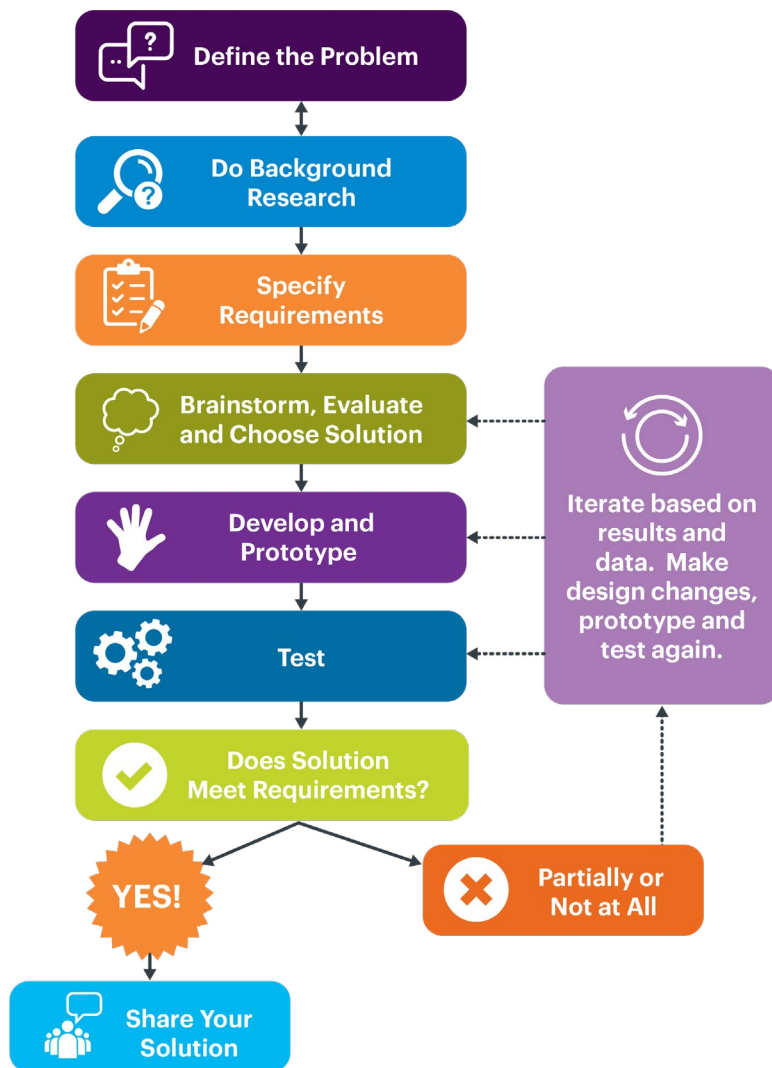 Define the Problem
Do Background
Research
Specify
Requirements
Brainstorm, Evaluate
and Choose Solution
Develop and
Prototype
Test
Iterate based on
results and
data. Make
design changes,
prototype and
test again.
Does Solution
Meet Requirements?
YES!
Partially or
Not at All
Share Your
Solution